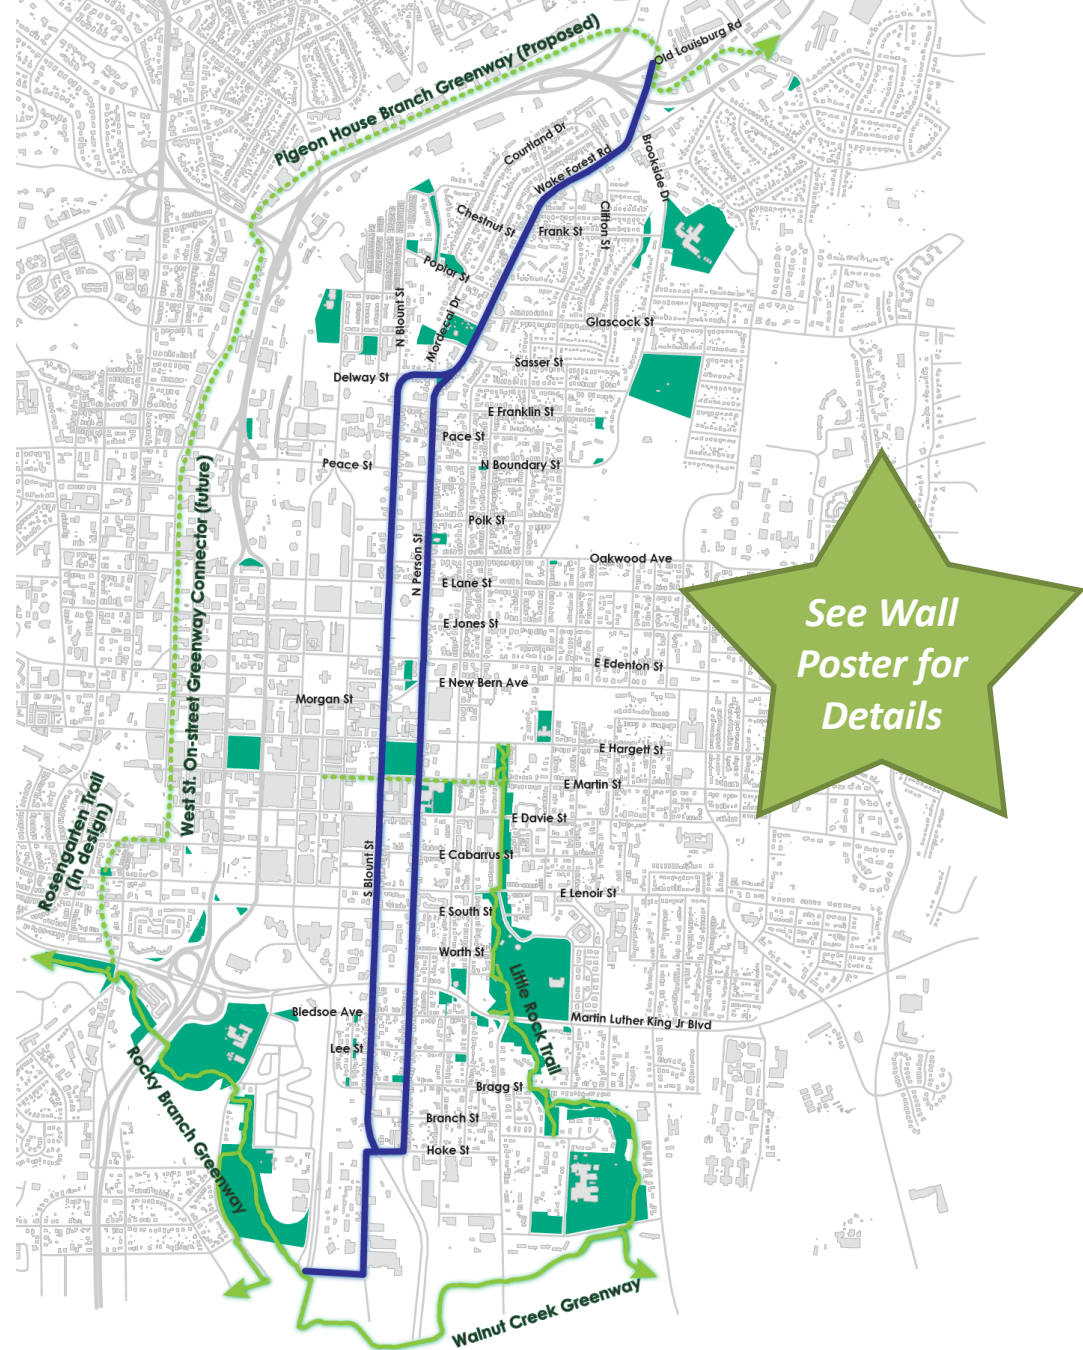 Old Louisburg Rd
Pigeon House Branch Greenway (Proposed)
Courtland Dr
Wake Forest Rd
Brookside Dr
Chestnut St
Frank St
Clifton St
Poplar St
N Blount St
Mordecai Dr
Glascock St
Sasser St
Delway St
E Franklin St
Pace St
Peace St
N Boundary St
Polk St
N Person St
Oakwood Ave
E Lane St
E Jones St
E Edenton St
E New Bern Ave
Morgan St
West St. On-street Greenway Connector (future)
See Wall
Poster for
Details
E Hargett St
E Martin St
E Davie St
Rosengarten Trail
(in design)
S Blount St
E Cabarrus St
E Lenoir St
E South St
Worth St
Little Rock Trail
Bledsoe Ave
Martin Luther King Jr Blvd
Lee St
Rocky Branch Greenway
Bragg St
Branch St
Hoke St
Walnut Creek Greenway